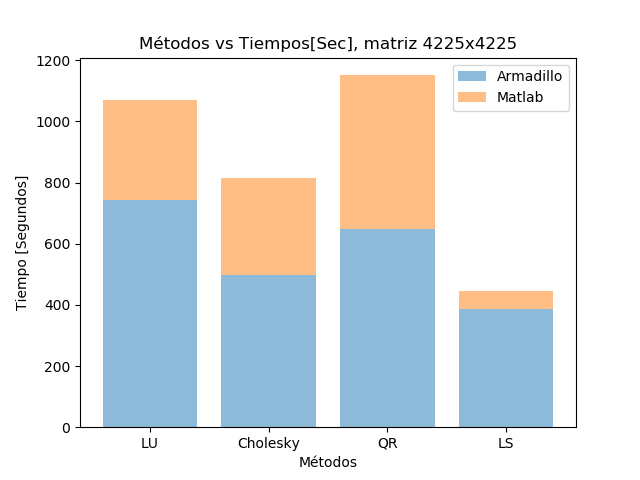 Métodos vs Tiempos[Sec], matriz 4225x4225
Armadillo
Matlab
Tiempo [Segundos]
1200
1000
800
600
400
200
0
LU Cholesky QR LS
Métodos